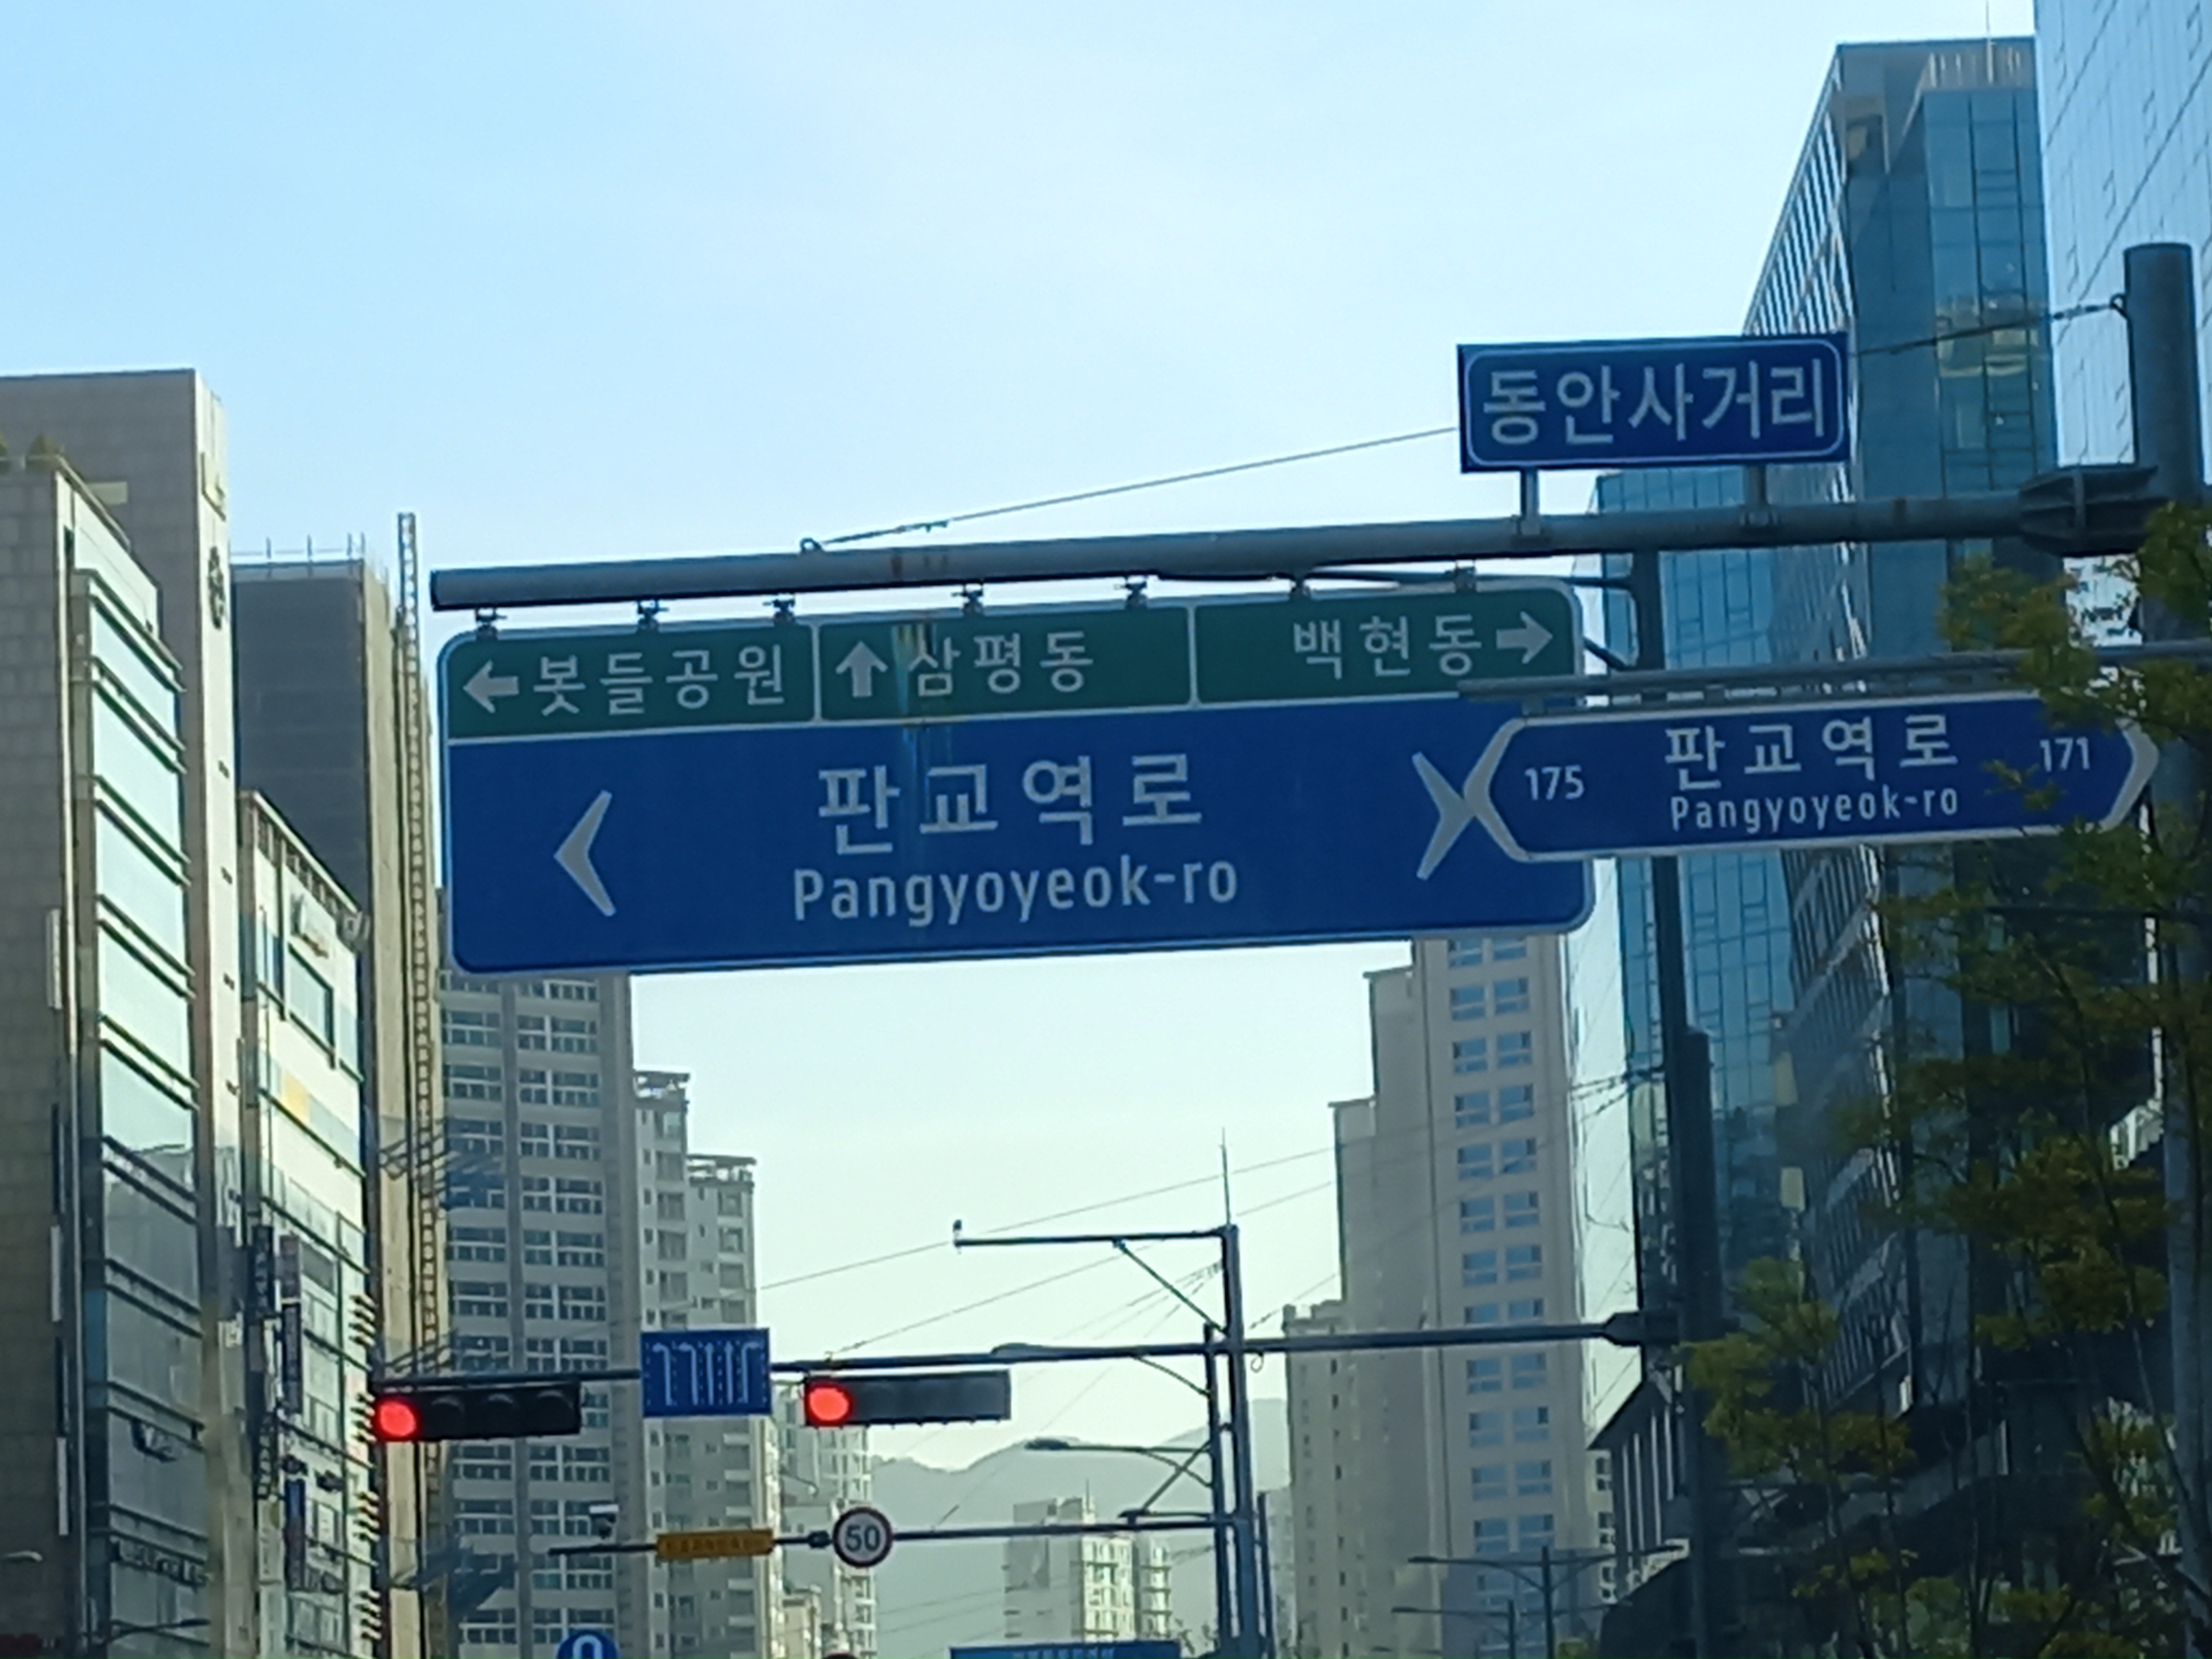 동안사거리
← 봇들공원 ↑ 삼평동 백현동 →
판교역로
Pangyoyeok-ro
175 판교역로 171
Pangyoyeok-ro
50